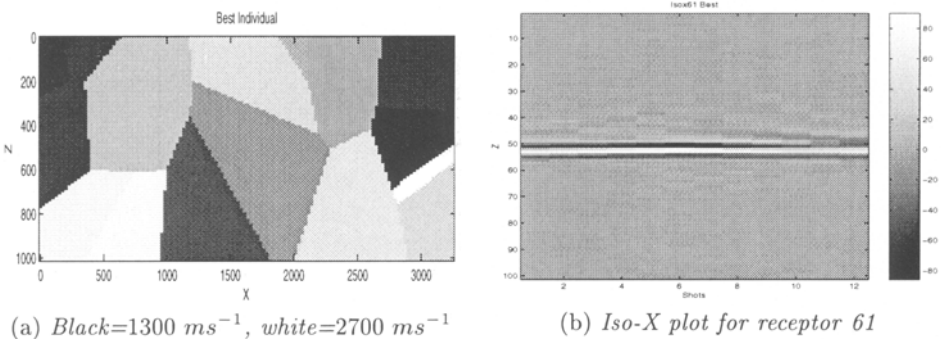 Best Individual
0
200
400
600
800
1000
Z
0 500 1000 1500 2000 2500 3000
X
(a) Black=1300 ms⁻¹, white=2700 ms⁻¹
Isox61 Best
10
20
30
40
50
60
70
80
90
100
Z
2 4 6 8 10 12
Shots
80
60
40
20
0
−20
−40
−60
−80
(b) Iso-X plot for receptor 61